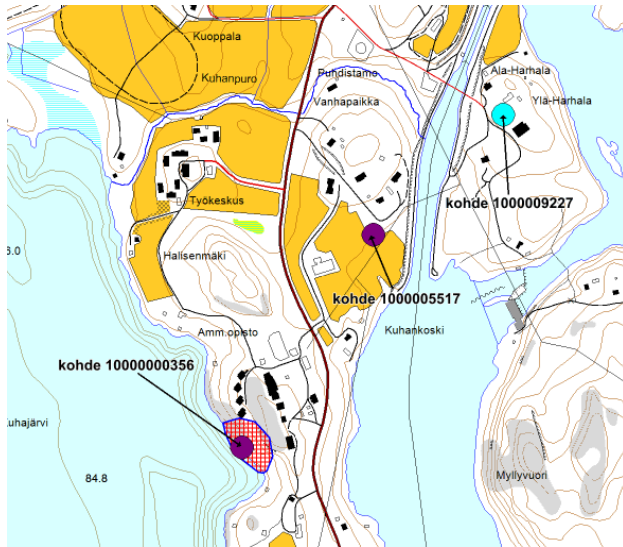 Kuoppala
Kuhanpuro
Puhdistamo
Vanhapaikka
Ala-Harhala
Ylä-Harhala
Työkeskus
kohde 1000009227
Halisenmäki
kohde 1000005517
Amm.opisto
Kuhankoski
kohde 10000000356
84.8
Myllyvuori